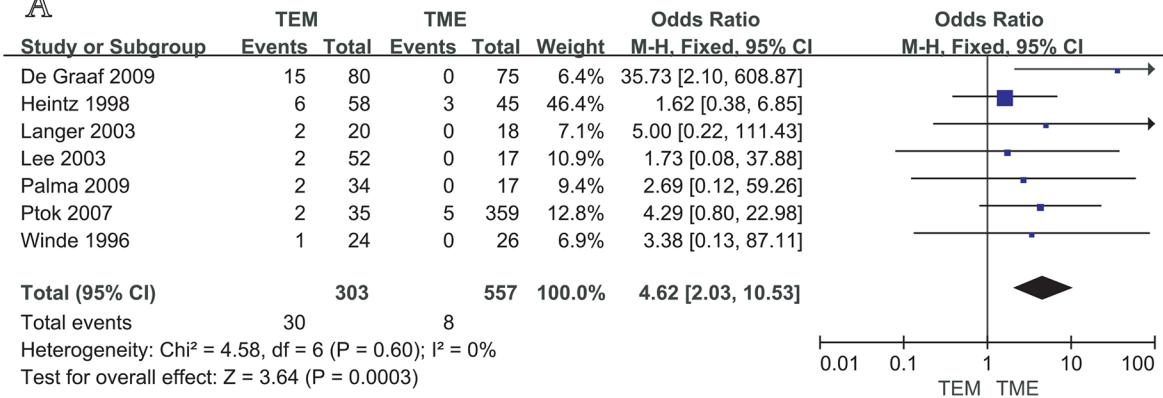 A
TEM TME Odds Ratio Odds Ratio
Study or Subgroup Events Total Events Total Weight M-H, Fixed, 95% CI M-H, Fixed, 95% CI
De Graaf 2009 15 80 0 75 6.4% 35.73 [2.10, 608.87]
Heintz 1998 6 58 3 45 46.4% 1.62 [0.38, 6.85]
Langer 2003 2 20 0 18 7.1% 5.00 [0.22, 111.43]
Lee 2003 2 52 0 17 10.9% 1.73 [0.08, 37.88]
Palma 2009 2 34 0 17 9.4% 2.69 [0.12, 59.26]
Ptok 2007 2 35 5 359 12.8% 4.29 [0.80, 22.98]
Winde 1996 1 24 0 26 6.9% 3.38 [0.13, 87.11]
Total (95% CI) 303 557 100.0% 4.62 [2.03, 10.53]
Total events 30 8
Heterogeneity: Chi² = 4.58, df = 6 (P = 0.60); I² = 0%
Test for overall effect: Z = 3.64 (P = 0.0003)
0.01 0.1 1 10 100
TEM TME